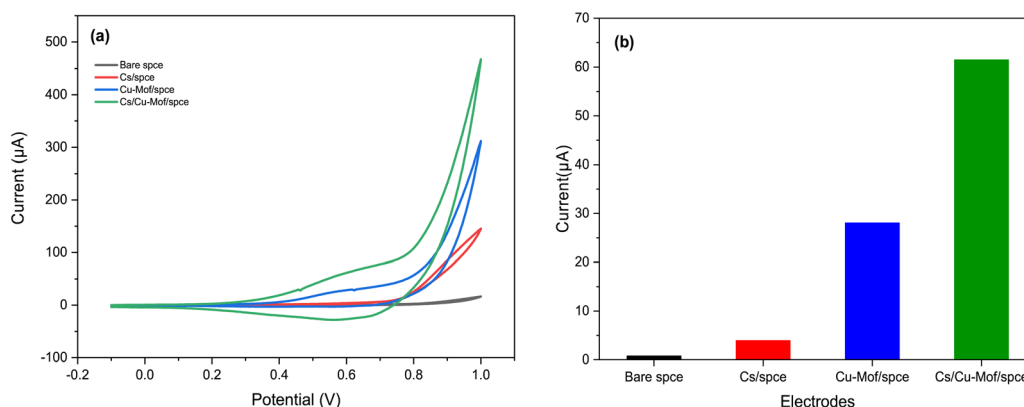 (a)
Bare spce
Cs/spce
Cu-Mof/spce
Cs/Cu-Mof/spce
500
400
300
200
100
0
-100
-0.2 0.0 0.2 0.4 0.6 0.8 1.0
Current (μA)
Potential (V)
(b)
70
60
50
40
30
20
10
0
Bare spce Cs/spce Cu-Mof/spce Cs/Cu-Mof/spce
Current(μA)
Electrodes